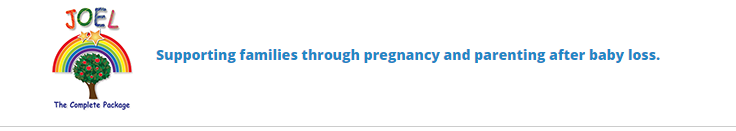 JOEL
Supporting families through pregnancy and parenting after baby loss.
The Complete Package